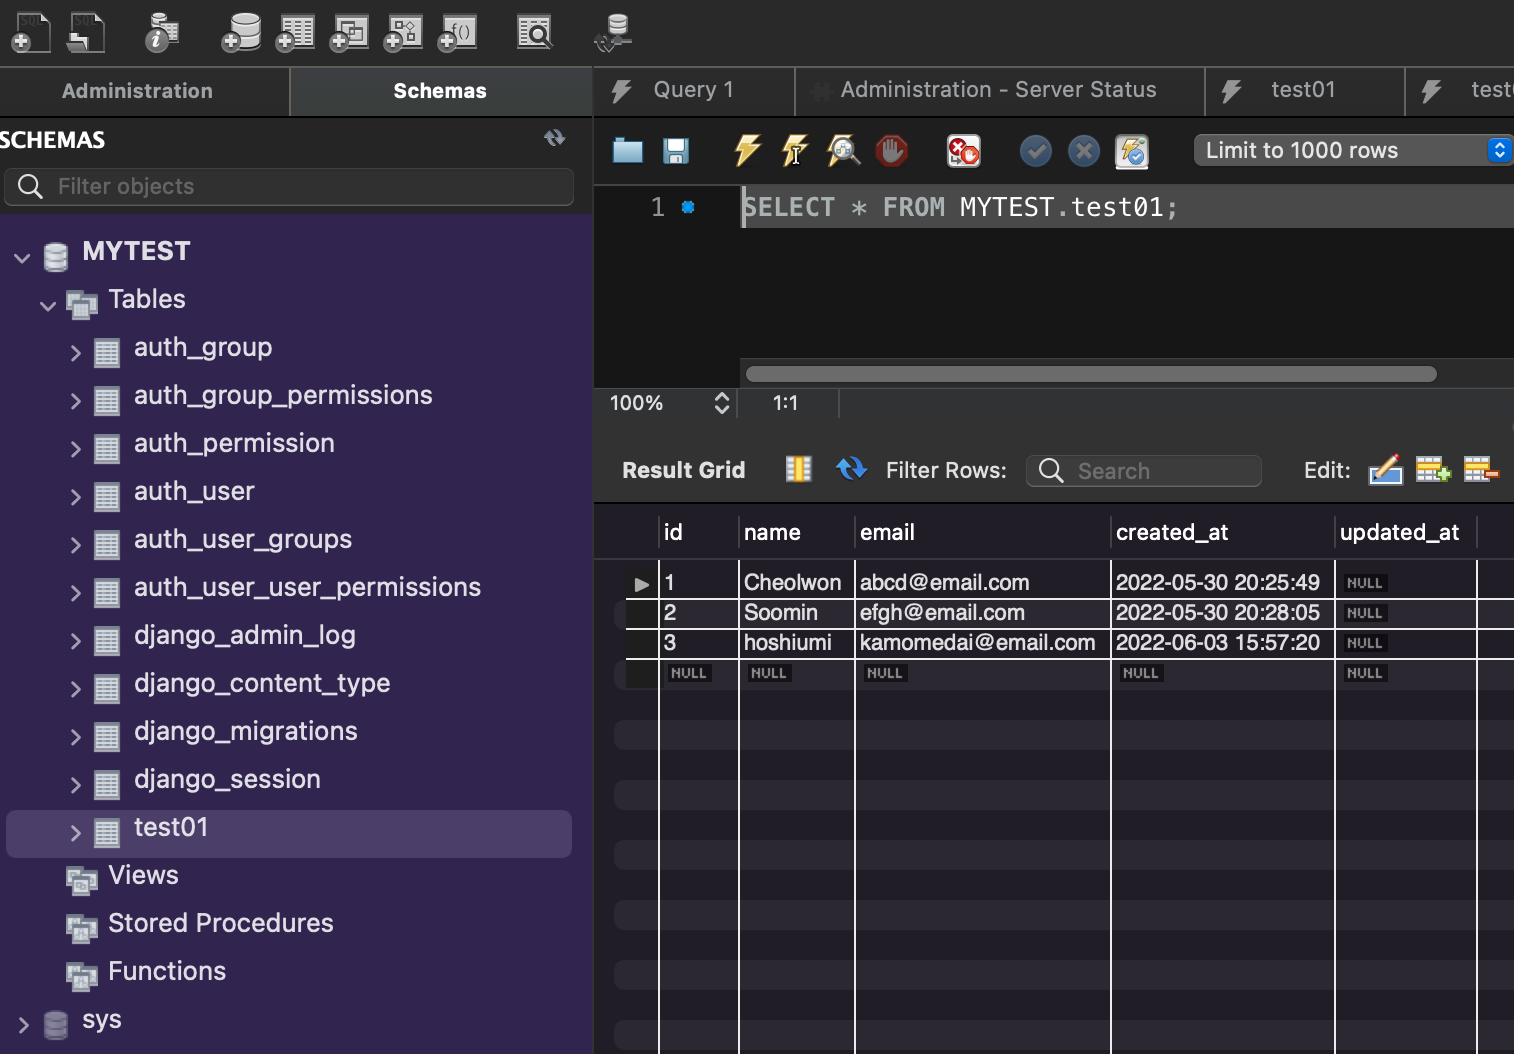 Administration
Schemas
Query 1
Administration - Server Status
test01
SCHEMAS
Filter objects
Limit to 1000 rows
1
SELECT * FROM MYTEST.test01;
MYTEST
Tables
auth_group
auth_group_permissions
auth_permission
auth_user
auth_user_groups
auth_user_user_permissions
django_admin_log
django_content_type
django_migrations
django_session
test01
Views
Stored Procedures
Functions
sys
100%
1:1
Result Grid
Filter Rows:
Search
Edit:
id name email created_at updated_at
1 Cheolwon abcd@email.com 2022-05-30 20:25:49 NULL
2 Soomin efgh@email.com 2022-05-30 20:28:05 NULL
3 hoshiumi kamomedai@email.com 2022-06-03 15:57:20 NULL
NULL NULL NULL NULL NULL